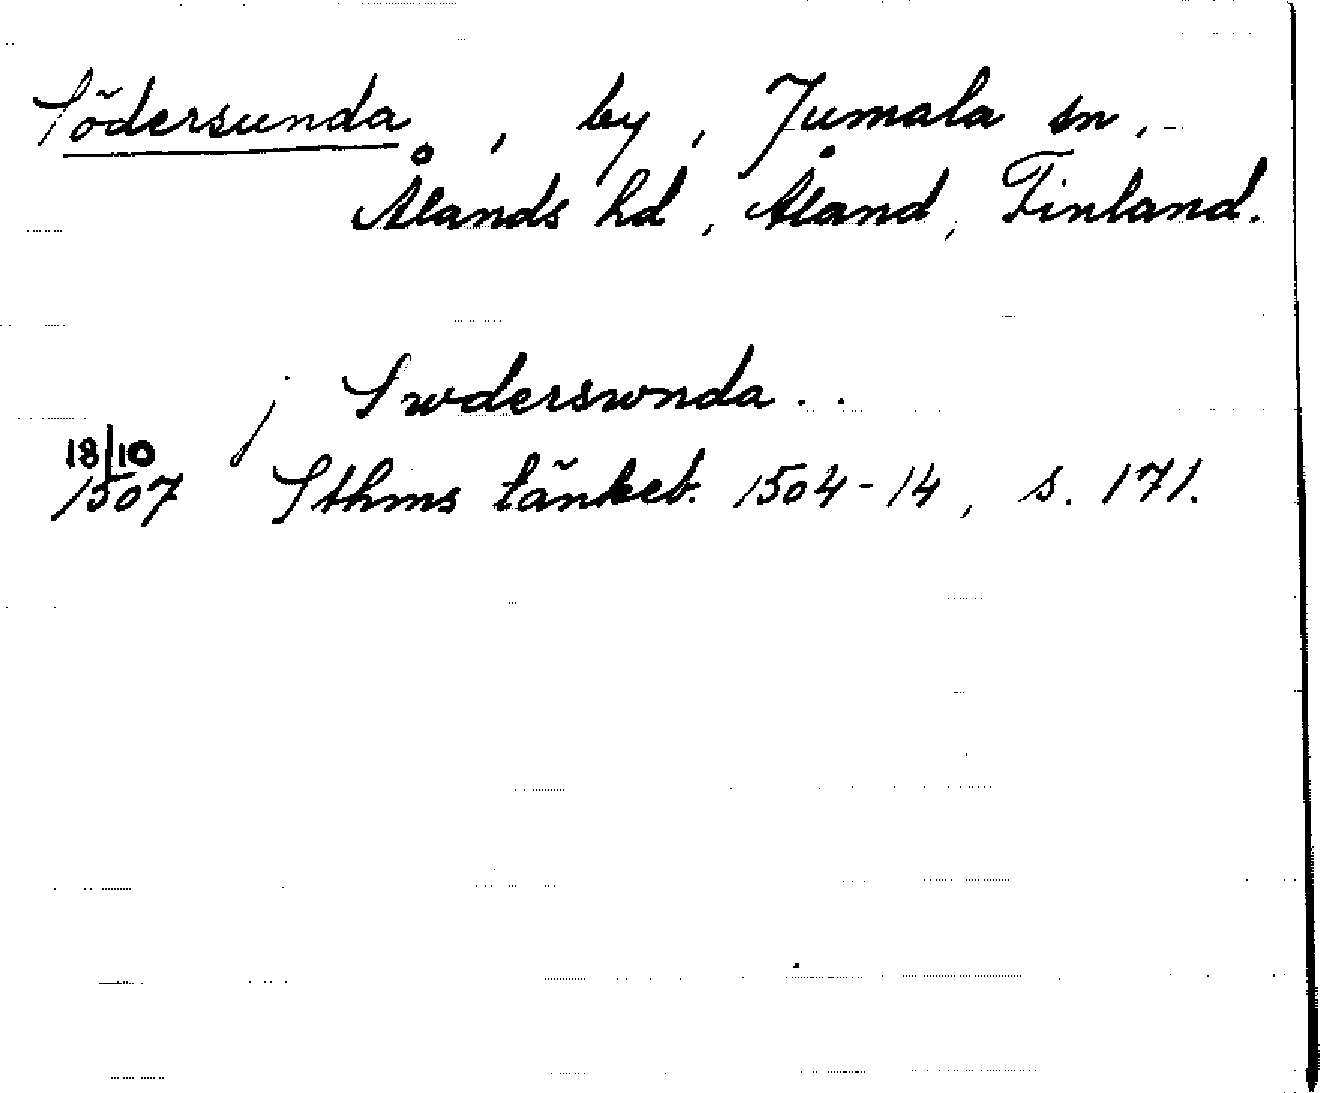 Södersunda, by, Jumala sn,
Ålands hd, Åland, Finland.
j Swderswnda..
18/10
1507 Sthms tänkeb. 1504-14, s. 171.